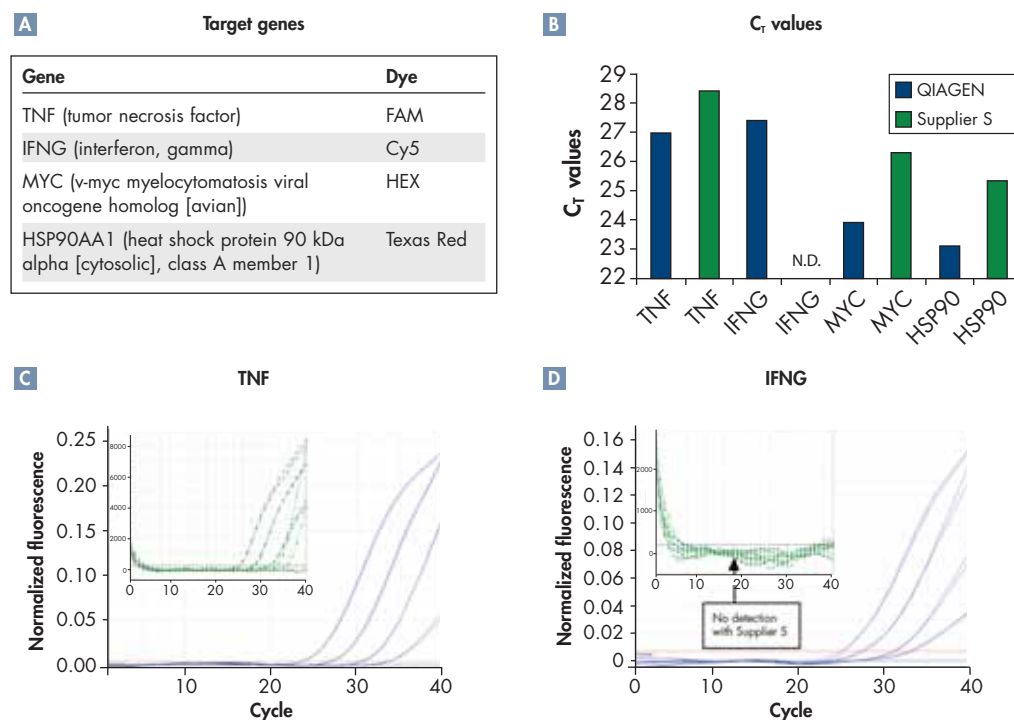 A
Target genes
Gene Dye
TNF (tumor necrosis factor) FAM
IFNG (interferon, gamma) Cy5
MYC (v-myc myelocytomatosis viral HEX
oncogene homolog [avian])
HSP90AA1 (heat shock protein 90 kDa Texas Red
alpha [cytosolic], class A member 1)
B
CT values
CT values
29
28
27
26
25
24
23
22
QIAGEN
Supplier S
N.D.
TNF TNF IFNG IFNG MYC MYC HSP90 HSP90
C
TNF
Normalized fluorescence
0.25
0.20
0.15
0.10
0.05
0.00
10 20 30 40
Cycle
8000
6000
4000
2000
0
0 10 20 30 40
D
IFNG
Normalized fluorescence
0.16
0.14
0.12
0.10
0.08
0.06
0.04
0.02
0
0 10 20 30 40
Cycle
2000
1000
0
0 10 20 30 40
No detection
with Supplier S